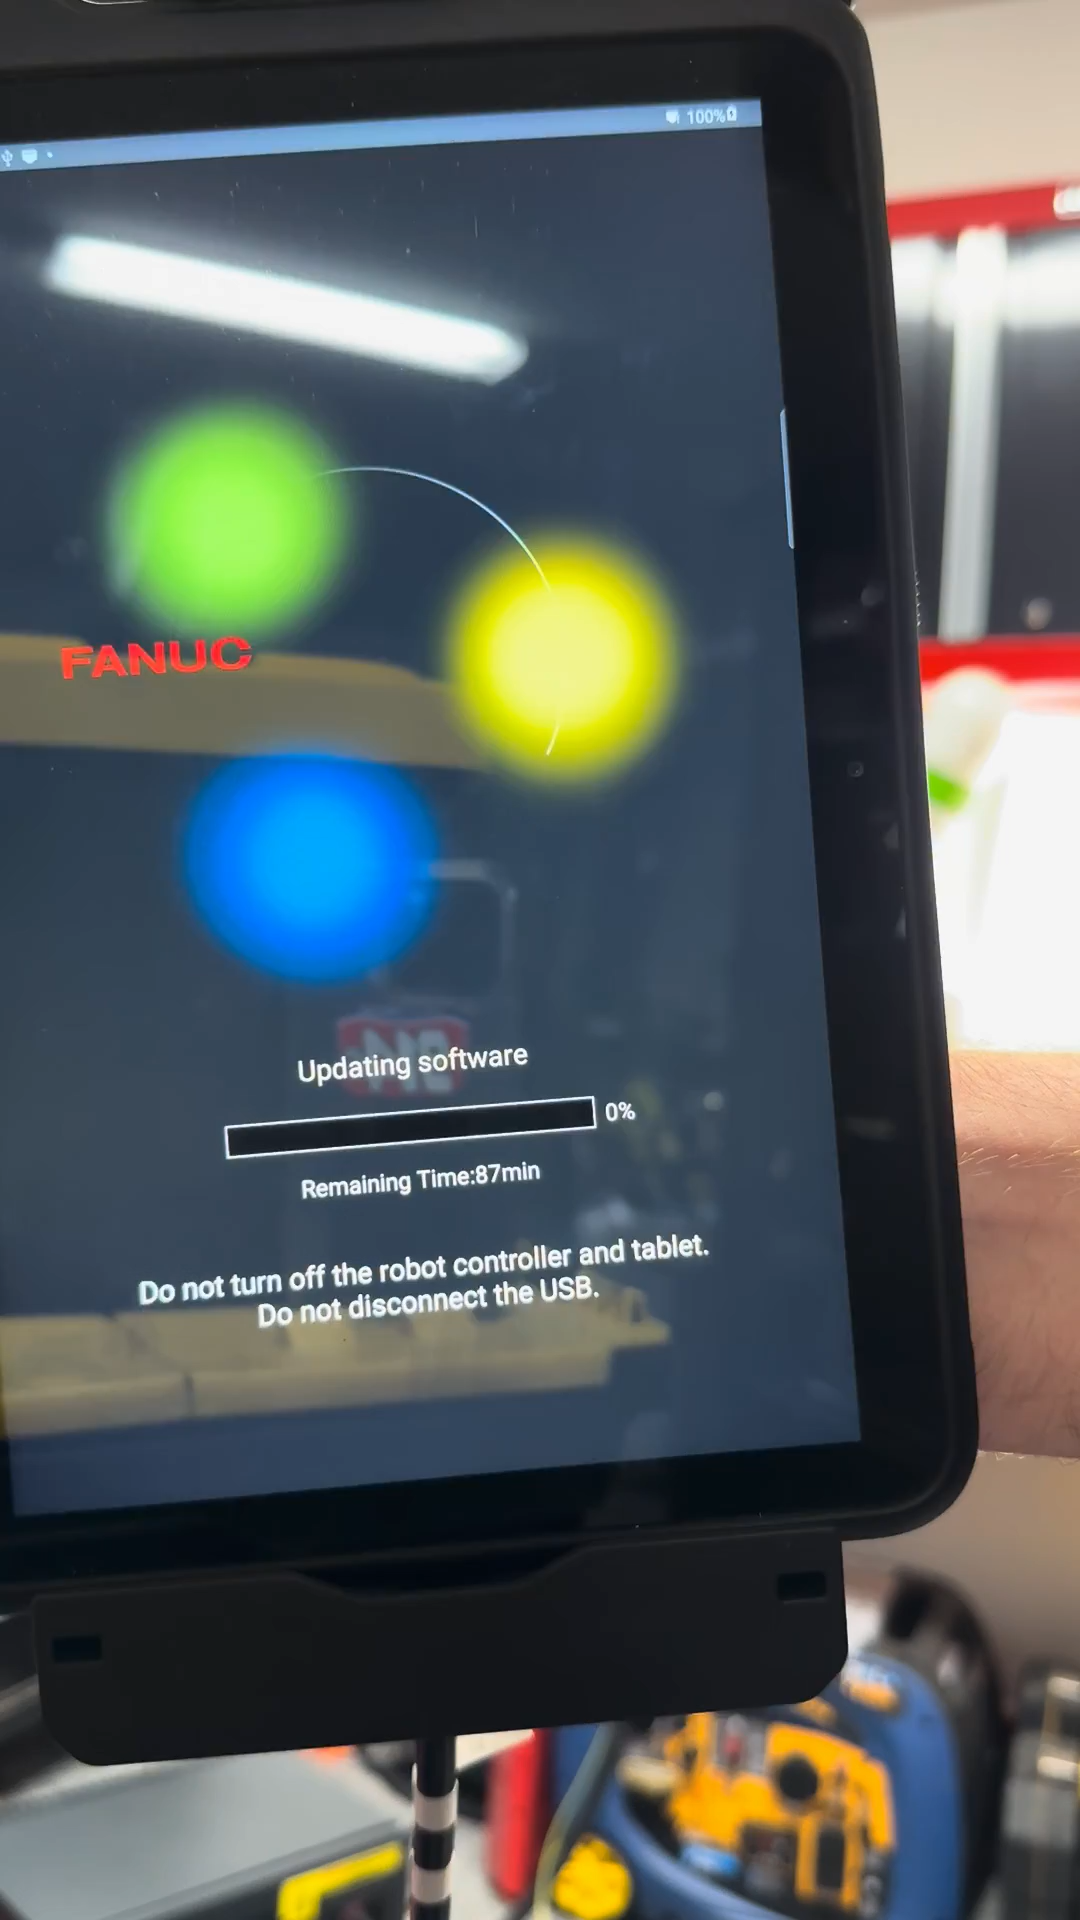 100%
FANUC
Updating software
0%
Remaining Time:87min
Do not turn off the robot controller and tablet.
Do not disconnect the USB.